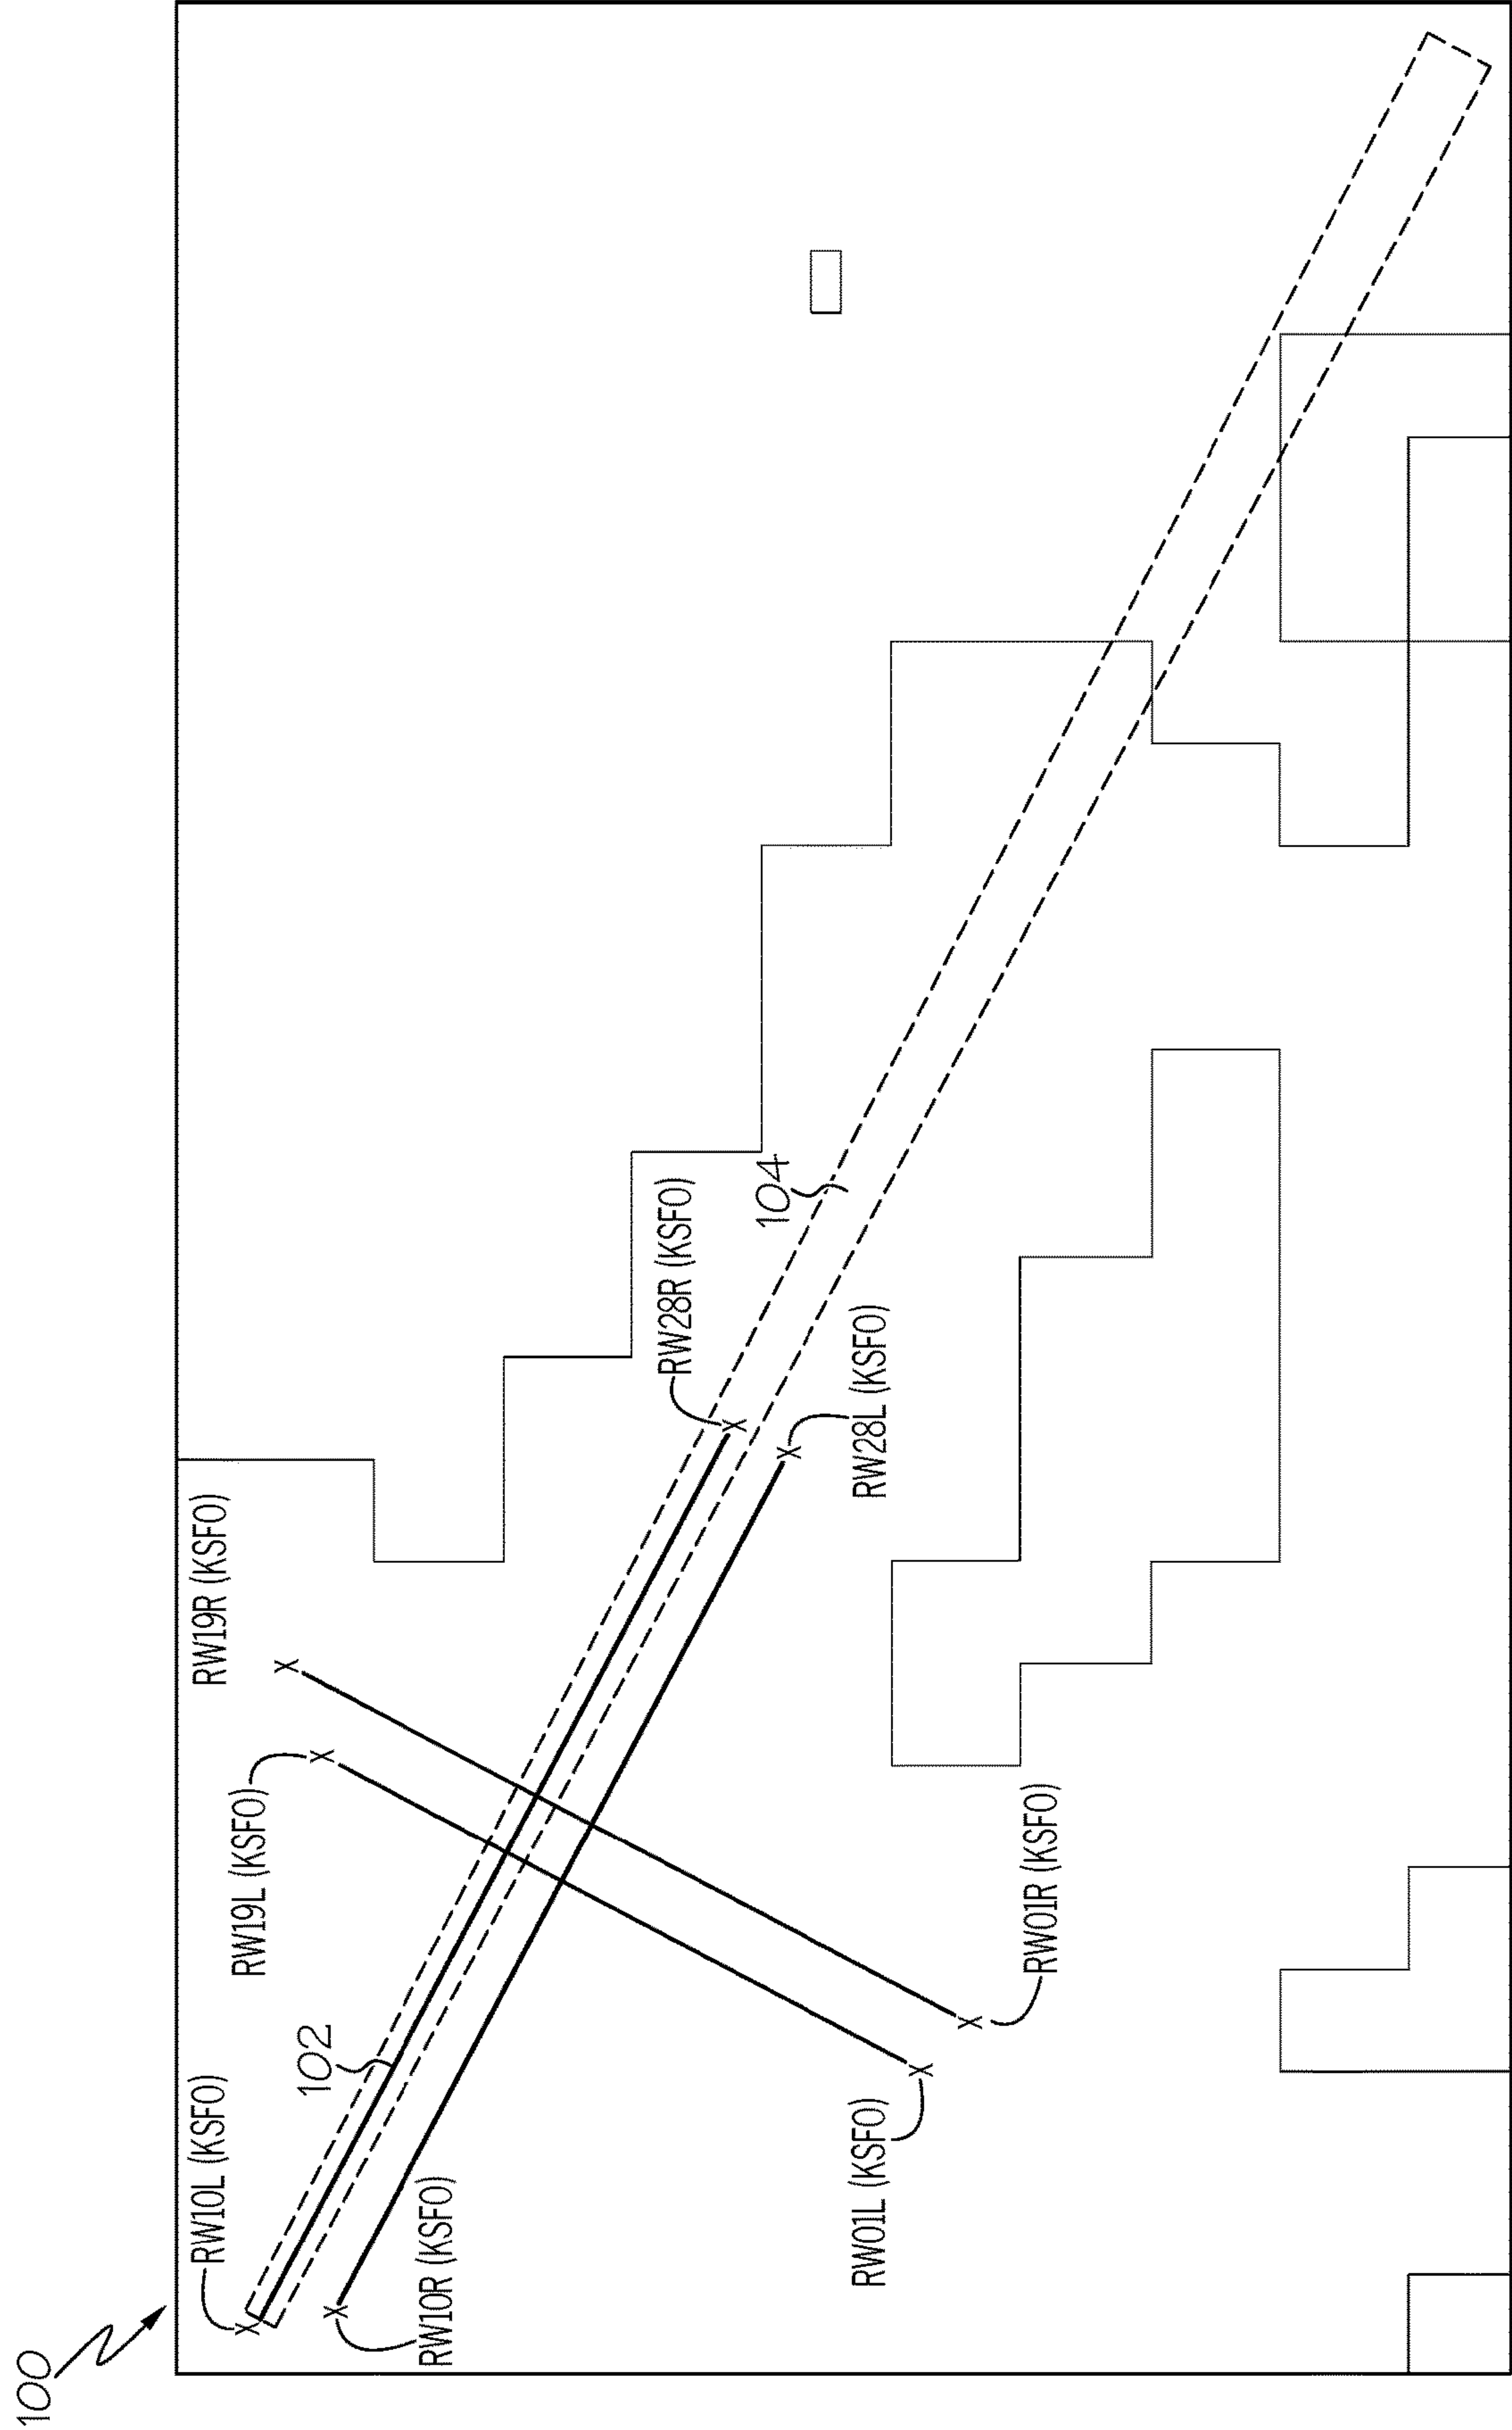 100
RW10L (KSFO)
102
RW19L (KSFO)
RW19R (KSFO)
RW10R (KSFO)
RW28R (KSFO)
104
RW28L (KSFO)
RW01L (KSFO)
RW01R (KSFO)
X
X
X
X
X
X
X
X